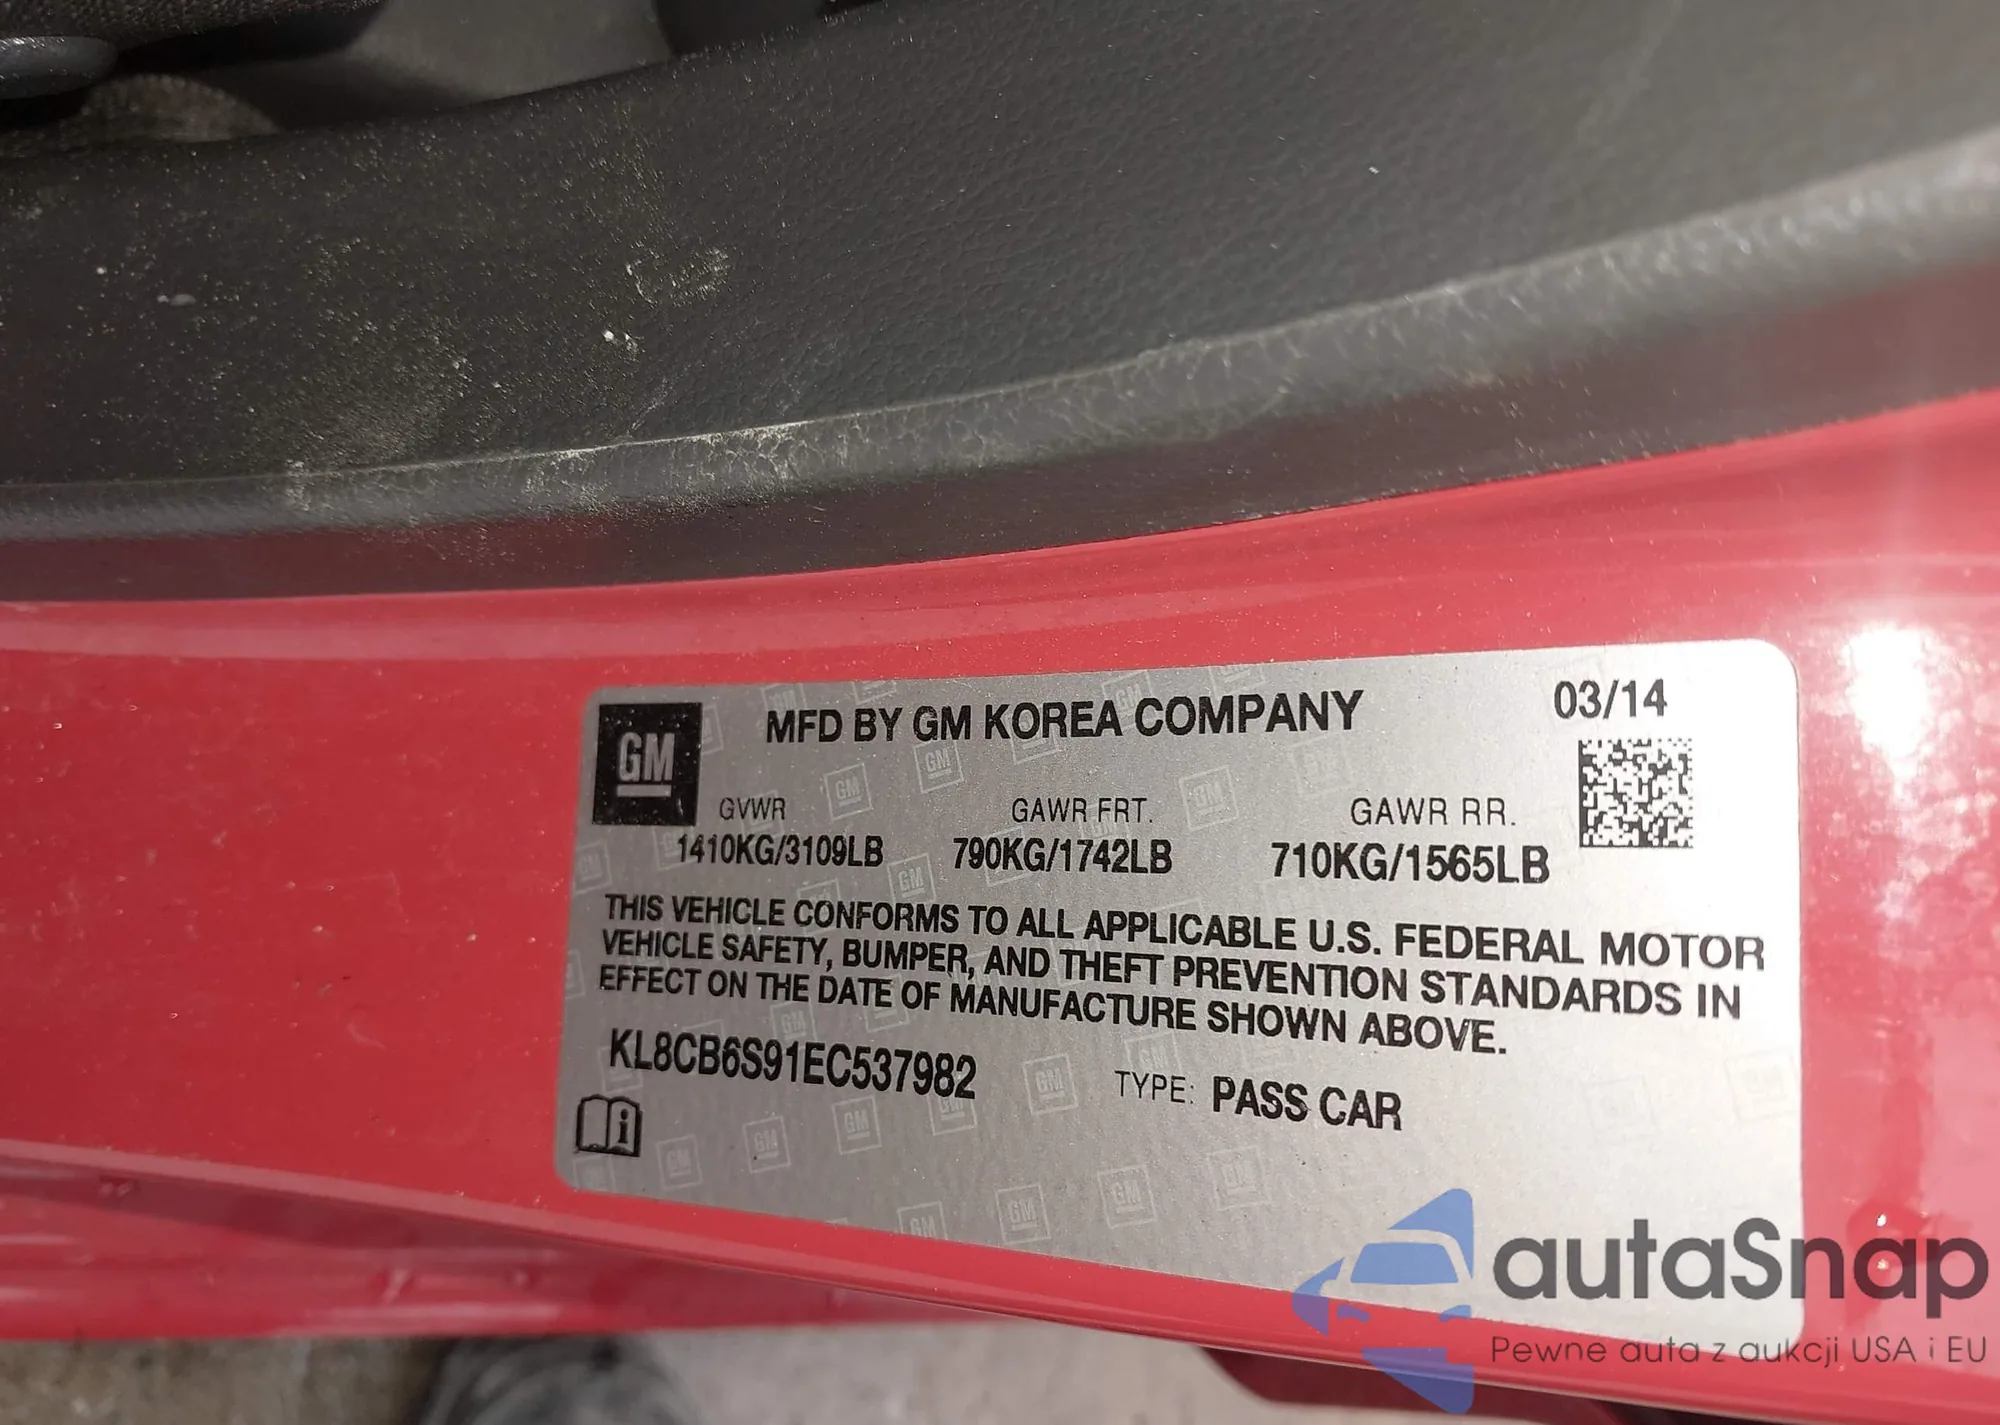 GM
MFD BY GM KOREA COMPANY
03/14
GVWR
GAWR FRT.
GAWR RR.
1410KG/3109LB
790KG/1742LB
710KG/1565LB
THIS VEHICLE CONFORMS TO ALL APPLICABLE U.S. FEDERAL MOTOR
VEHICLE SAFETY, BUMPER, AND THEFT PREVENTION STANDARDS IN
EFFECT ON THE DATE OF MANUFACTURE SHOWN ABOVE.
KL8CB6S91EC537982
TYPE: PASS CAR
autaSnap
Pewne auta z aukcji USA i EU